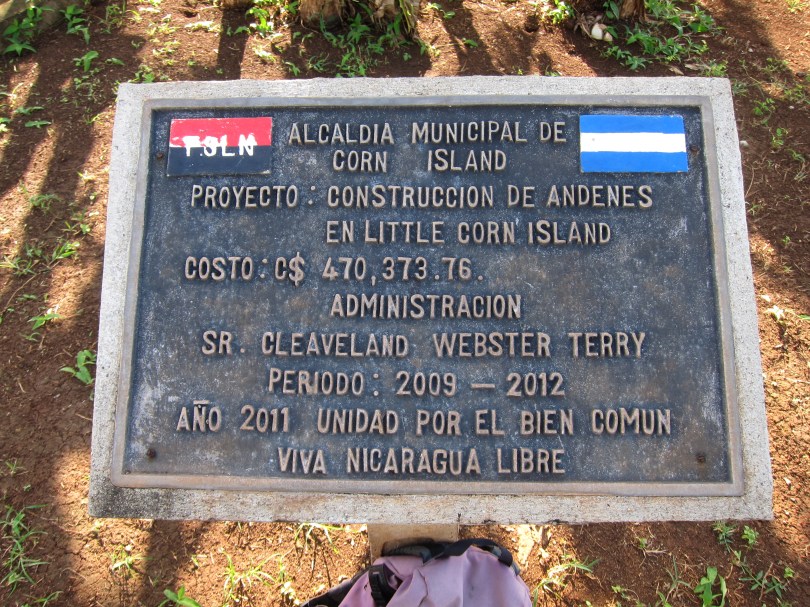 F.S.L.N
ALCALDIA MUNICIPAL DE
CORN ISLAND
PROYECTO: CONSTRUCCION DE ANDENES
EN LITTLE CORN ISLAND
COSTO: C$ 470,373.76.
ADMINISTRACION
SR. CLEAVELAND WEBSTER TERRY
PERIODO: 2009 — 2012
AÑO 2011 UNIDAD POR EL BIEN COMUN
VIVA NICARAGUA LIBRE